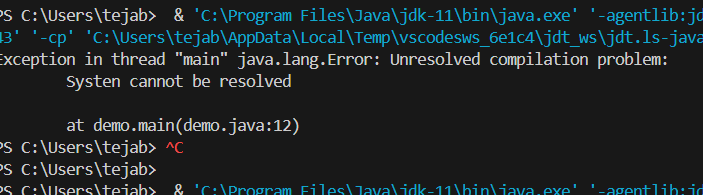 PS C:\Users\tejab>  & 'C:\Program Files\Java\jdk-11\bin\java.exe' '-agentlib:jd
43' '-cp' 'C:\Users\tejab\AppData\Local\Temp\vscodesws_6e1c4\jdt_ws\jdt.ls-java
Exception in thread "main" java.lang.Error: Unresolved compilation problem:
        Systen cannot be resolved
        at demo.main(demo.java:12)
PS C:\Users\tejab> ^C
PS C:\Users\tejab>
PS C:\Users\tejab>  & 'C:\Program Files\Java\jdk-11\bin\java.exe' '-agentlib:jd